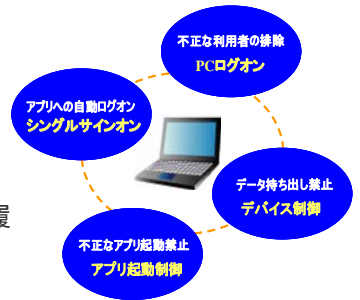 不正な利用者の排除
PCログオン
アプリへの自動ログオン
シングルサインオン
データ持ち出し禁止
デバイス制御
履
不正なアプリ起動禁止
アプリ起動制御